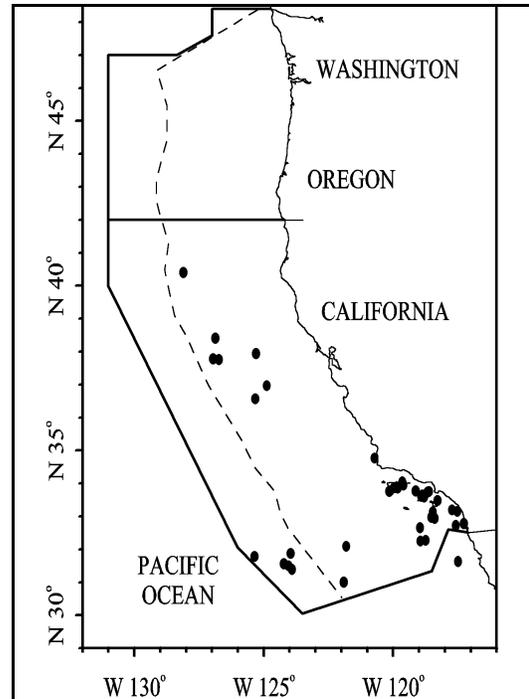 WASHINGTON
N 45°
OREGON
N 40°
CALIFORNIA
N 35°
PACIFIC
OCEAN
N 30°
W 130°
W 125°
W 120°